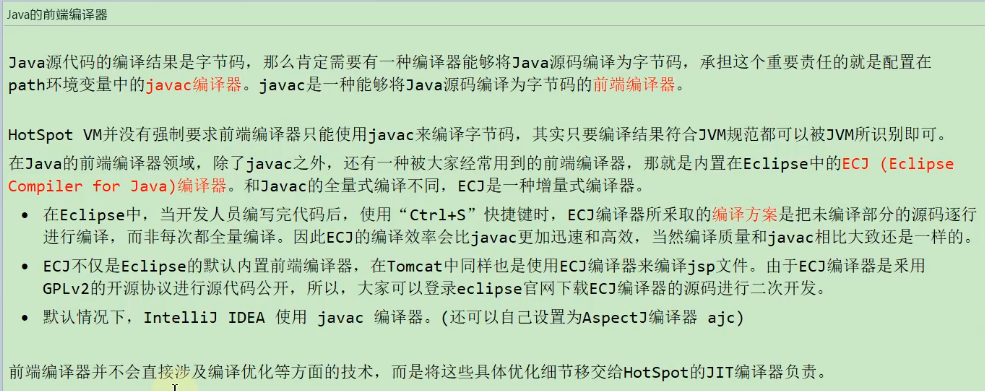 Java的前端编译器
Java源代码的编译结果是字节码，那么肯定需要有一种编译器能够将Java源码编译为字节码，承担这个重要责任的就是配置在
path环境变量中的javac编译器。javac是一种能够将Java源码编译为字节码的前端编译器。
HotSpot VM并没有强制要求前端编译器只能使用javac来编译字节码，其实只要编译结果符合JVM规范都可以被JVM所识别即可。
在Java的前端编译器领域，除了javac之外，还有一种被大家经常用到的前端编译器，那就是内置在Eclipse中的ECJ (Eclipse
Compiler for Java)编译器。和Javac的全量式编译不同，ECJ是一种增量式编译器。
• 在Eclipse中，当开发人员编写完代码后，使用“Ctrl+S”快捷键时，ECJ编译器所采取的编译方案是把未编译部分的源码逐行
进行编译，而非每次都全量编译。因此ECJ的编译效率会比javac更加迅速和高效，当然编译质量和javac相比大致还是一样的。
• ECJ不仅是Eclipse的默认内置前端编译器，在Tomcat中同样也是使用ECJ编译器来编译jsp文件。由于ECJ编译器是采用
GPLv2的开源协议进行源代码公开，所以，大家可以登录eclipse官网下载ECJ编译器的源码进行二次开发。
• 默认情况下，IntelliJ IDEA 使用 javac 编译器。(还可以自己设置为AspectJ编译器 ajc)
前端编译器并不会直接涉及编译优化等方面的技术，而是将这些具体优化细节移交给HotSpot的JIT编译器负责。